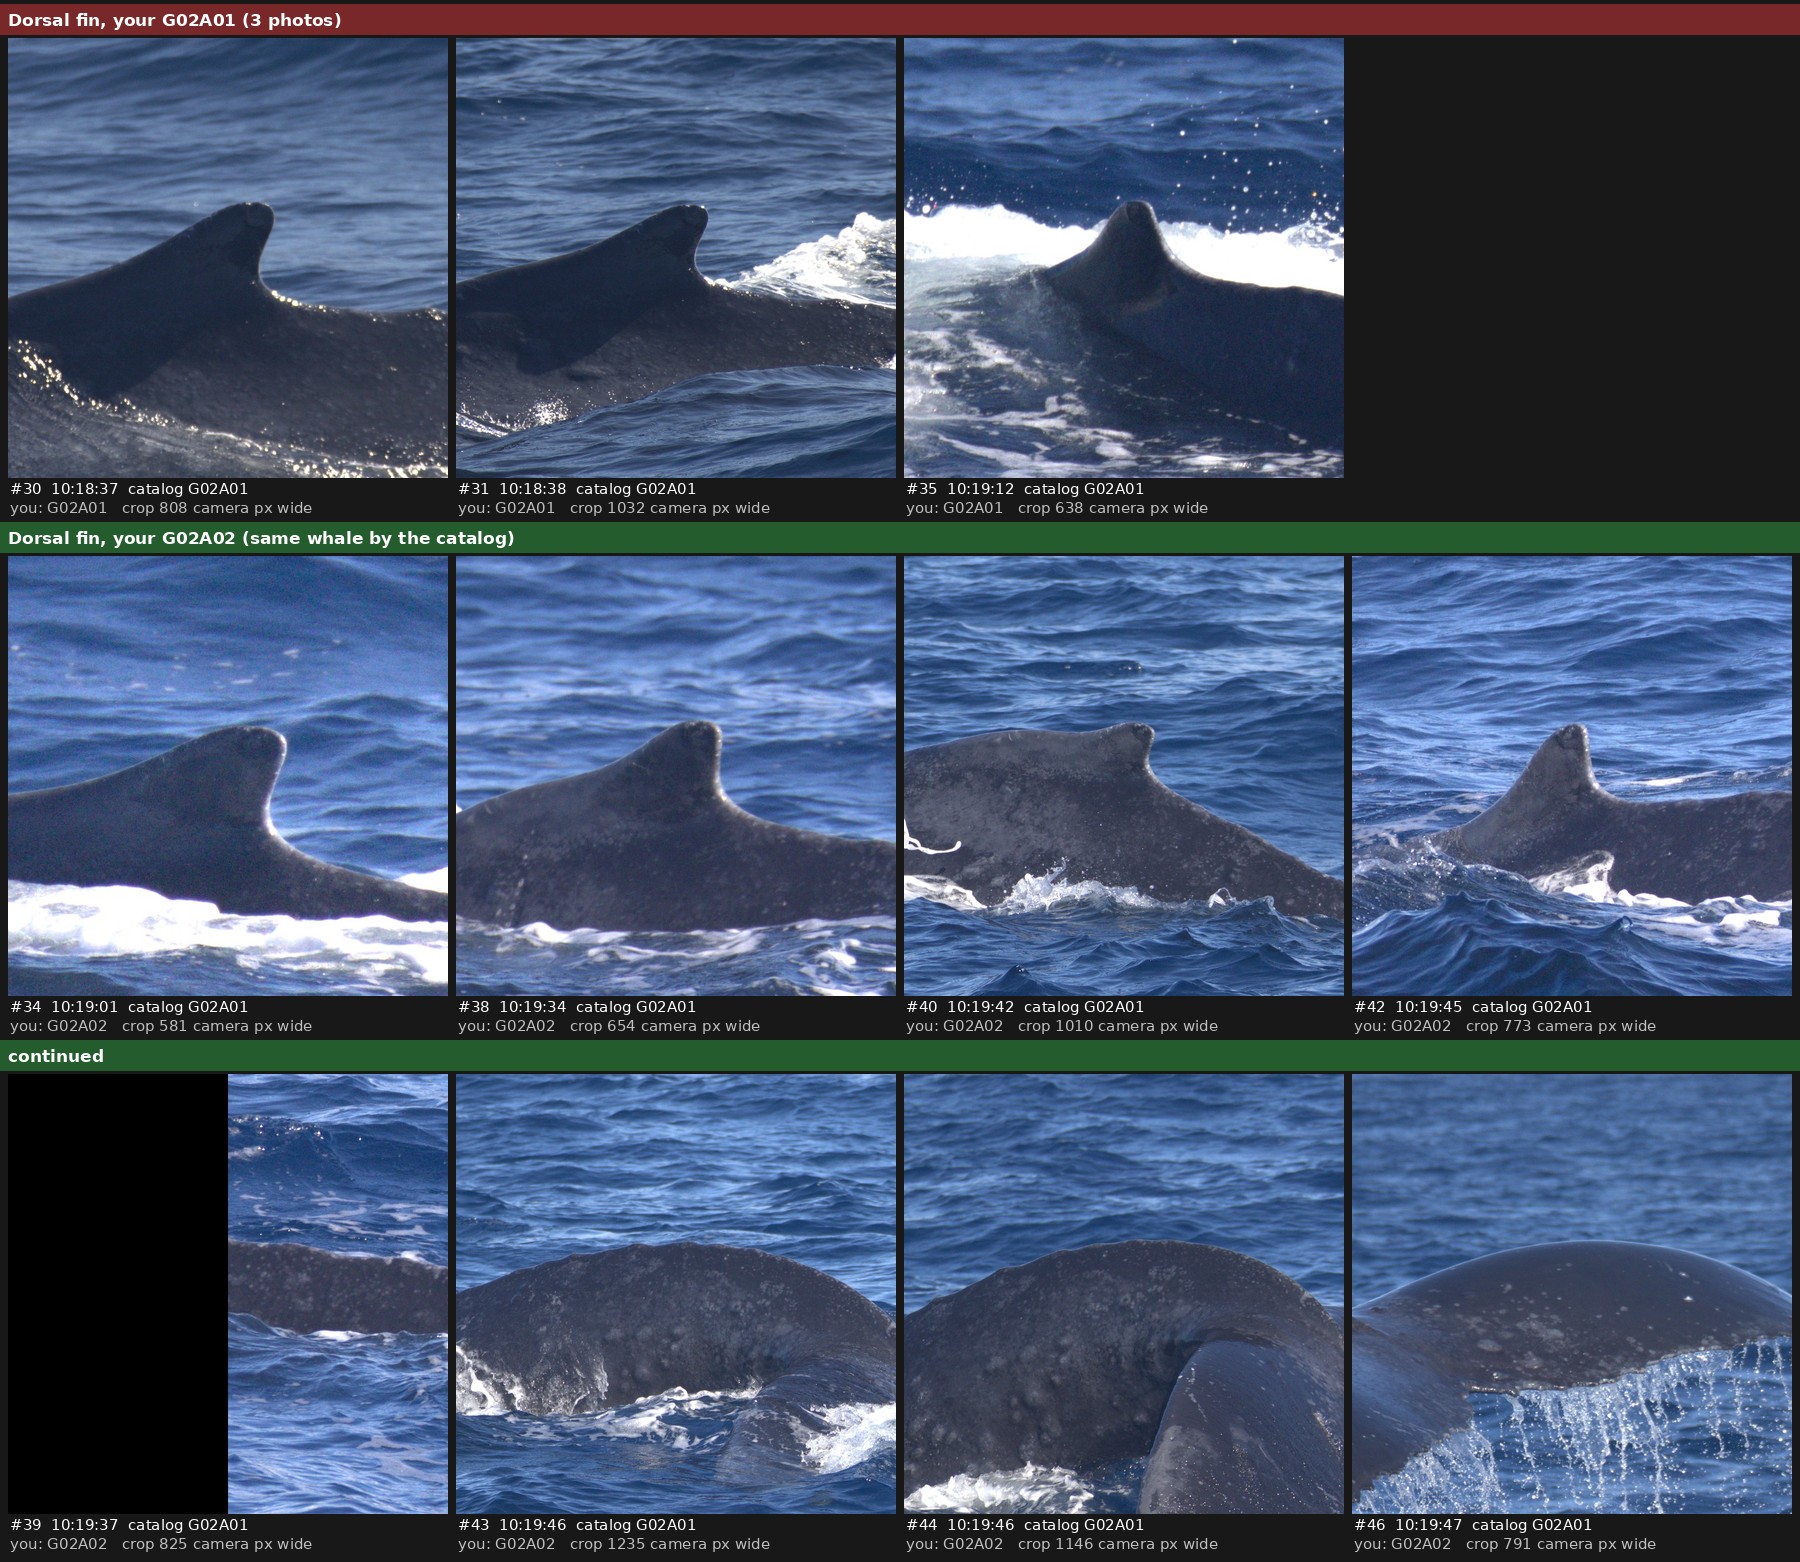 Dorsal fin, your G02A01 (3 photos)
#30 10:18:37 catalog G02A01
you: G02A01 crop 808 camera px wide
#31 10:18:38 catalog G02A01
you: G02A01 crop 1032 camera px wide
#35 10:19:12 catalog G02A01
you: G02A01 crop 638 camera px wide
Dorsal fin, your G02A02 (same whale by the catalog)
#34 10:19:01 catalog G02A01
you: G02A02 crop 581 camera px wide
#38 10:19:34 catalog G02A01
you: G02A02 crop 654 camera px wide
#40 10:19:42 catalog G02A01
you: G02A02 crop 1010 camera px wide
#42 10:19:45 catalog G02A01
you: G02A02 crop 773 camera px wide
continued
#39 10:19:37 catalog G02A01
you: G02A02 crop 825 camera px wide
#43 10:19:46 catalog G02A01
you: G02A02 crop 1235 camera px wide
#44 10:19:46 catalog G02A01
you: G02A02 crop 1146 camera px wide
#46 10:19:47 catalog G02A01
you: G02A02 crop 791 camera px wide